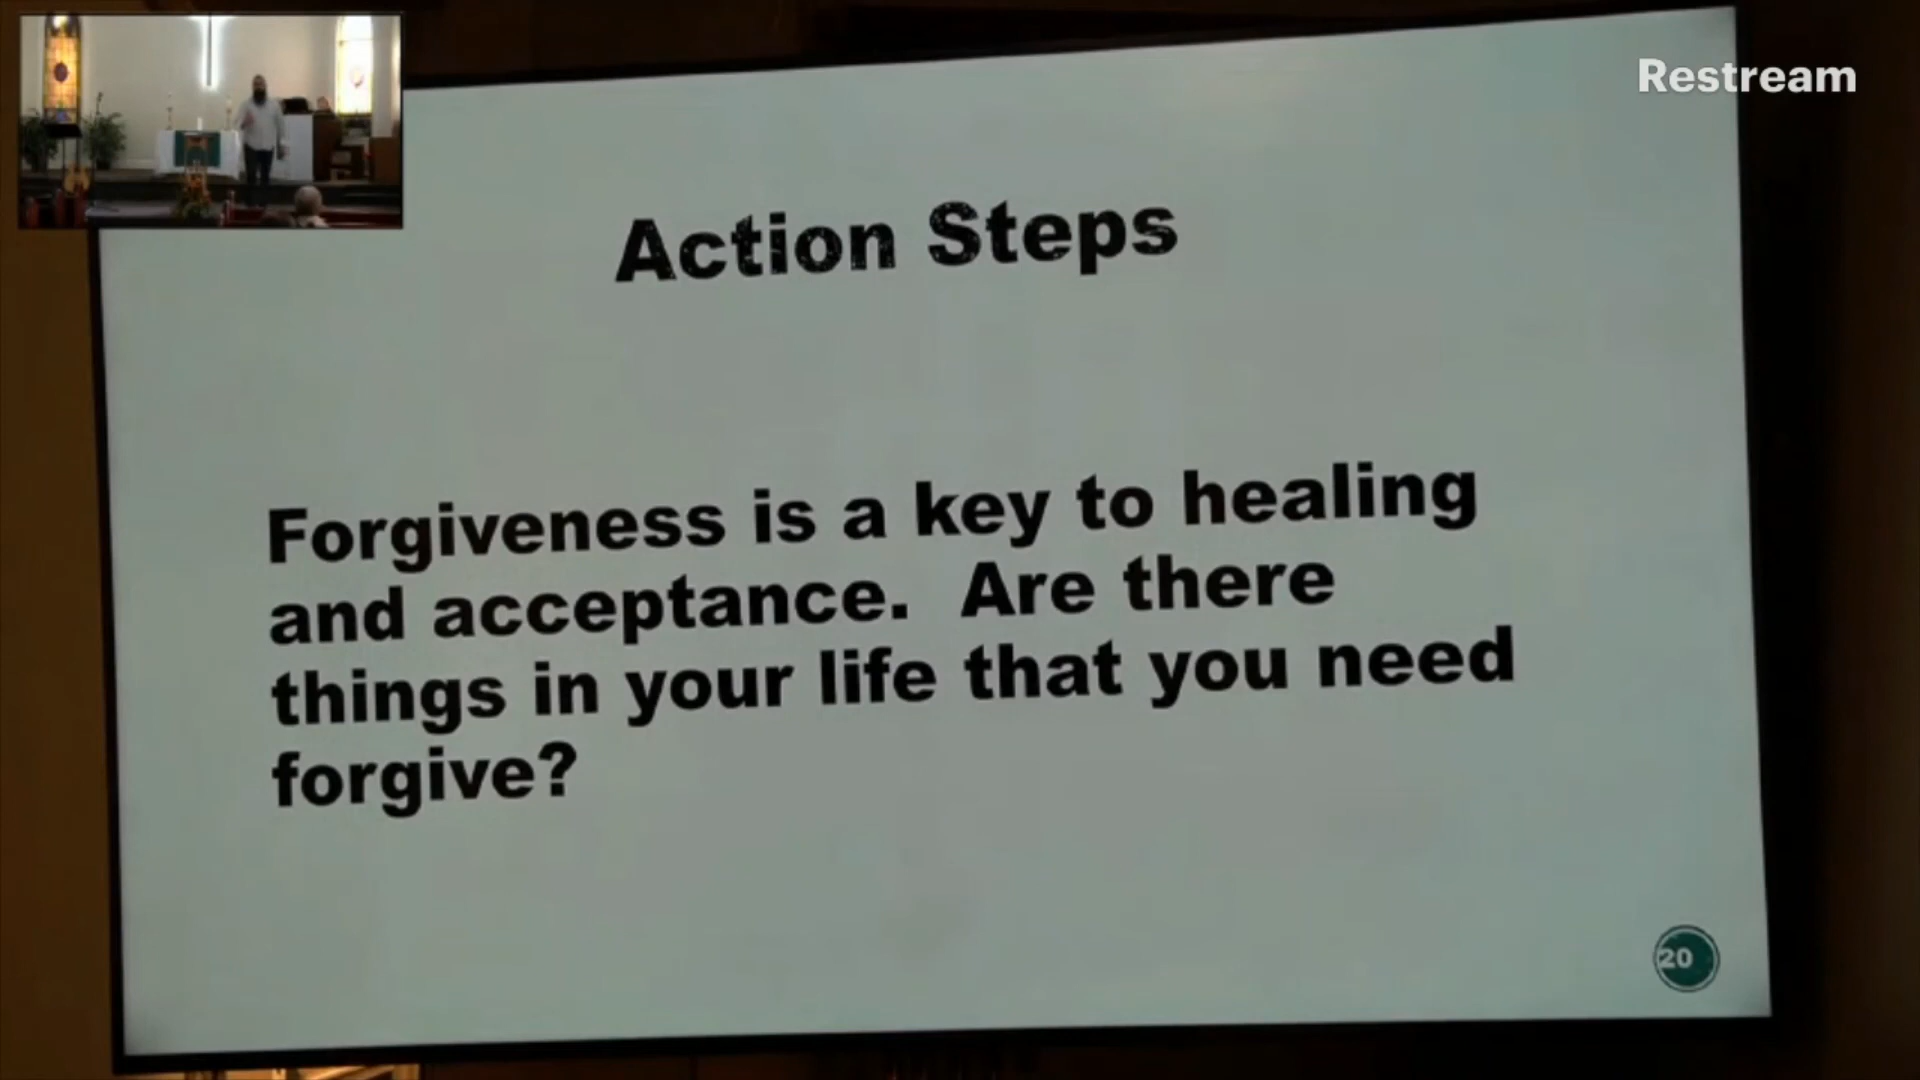 Restream
Action Steps
Forgiveness is a key to healing
and acceptance.  Are there
things in your life that you need
forgive?
20